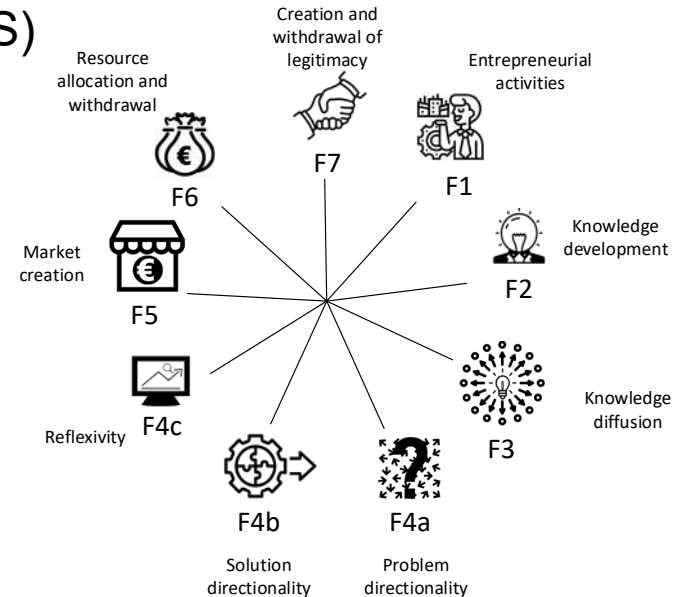 S)
Creation and
withdrawal of
legitimacy
F7
Entrepreneurial
activities
F1
Knowledge
development
F2
Knowledge
diffusion
F3
F4a
Problem
directionality
F4b
Solution
directionality
Reflexivity
F4c
Market
creation
F5
Resource
allocation and
withdrawal
€
F6